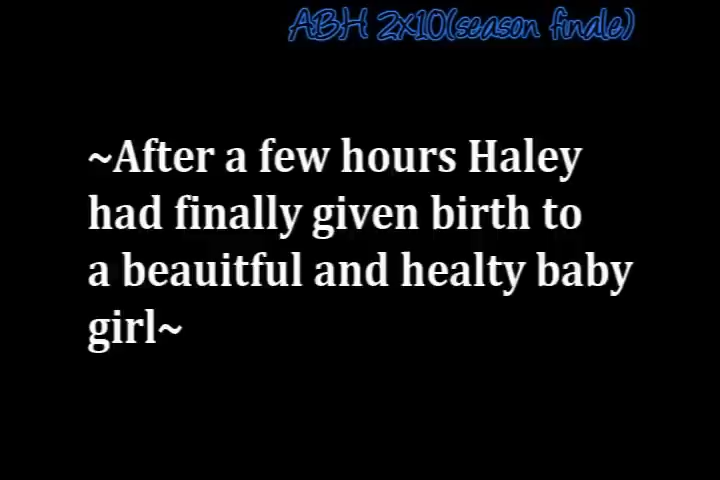 ABH 2x10(season finale)
~After a few hours Haley
had finally given birth to
a beauitful and healty baby
girl~